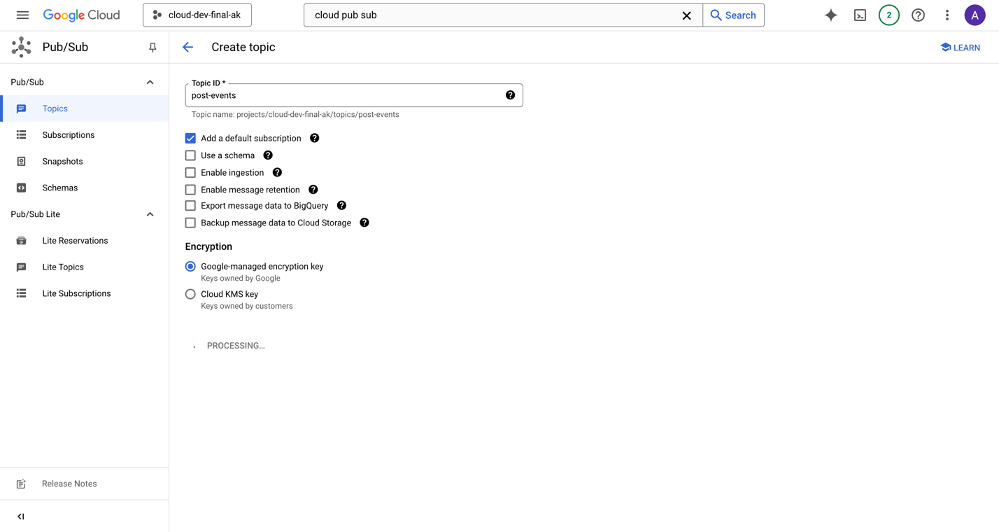 Google Cloud
cloud-dev-final-ak
cloud pub sub
Search
2
A
Pub/Sub
Create topic
LEARN
Pub/Sub
Topics
Subscriptions
Snapshots
Schemas
Pub/Sub Lite
Lite Reservations
Lite Topics
Lite Subscriptions
Release Notes
Topic ID *
post-events
Topic name: projects/cloud-dev-final-ak/topics/post-events
Add a default subscription
Use a schema
Enable ingestion
Enable message retention
Export message data to BigQuery
Backup message data to Cloud Storage
Encryption
Google-managed encryption key
Keys owned by Google
Cloud KMS key
Keys owned by customers
PROCESSING...